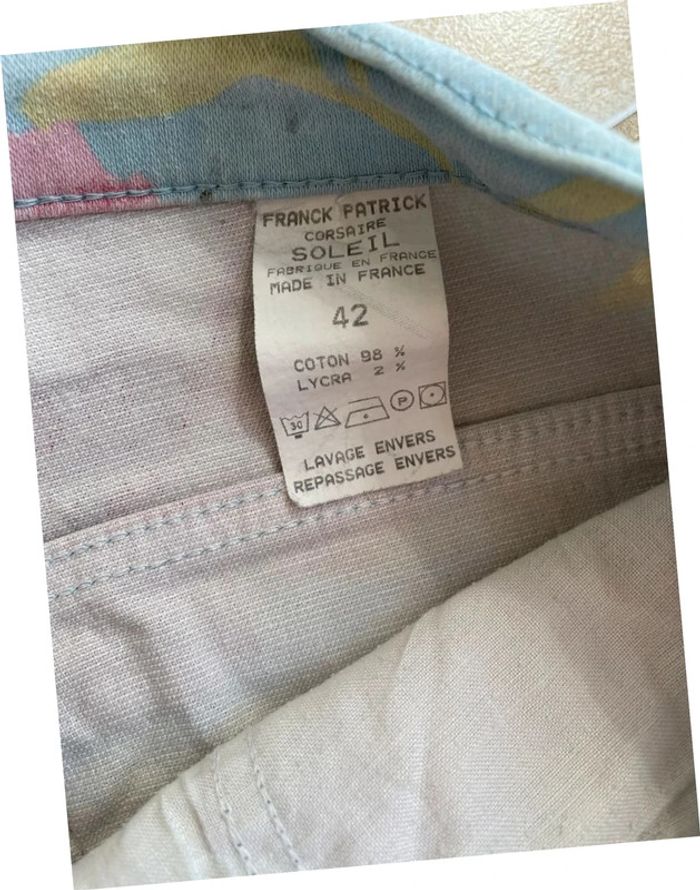 FRANCK PATRICK
CORSAIRE
SOLEIL
FABRIQUE EN FRANCE
MADE IN FRANCE
42
COTON 98 %
LYCRA 2 %
30 P
LAVAGE ENVERS
REPASSAGE ENVERS